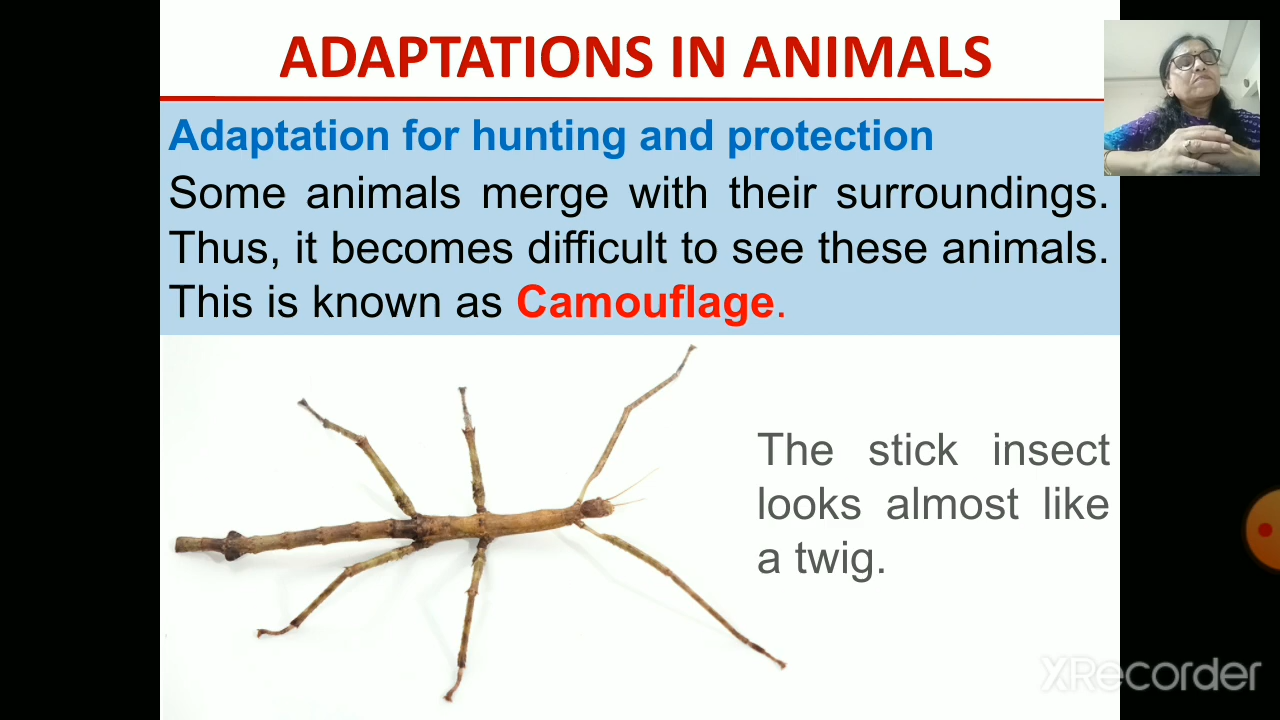 ADAPTATIONS IN ANIMALS
Adaptation for hunting and protection
Some animals merge with their surroundings.
Thus, it becomes difficult to see these animals.
This is known as Camouflage.
The stick insect
looks almost like
a twig.
XRecorder